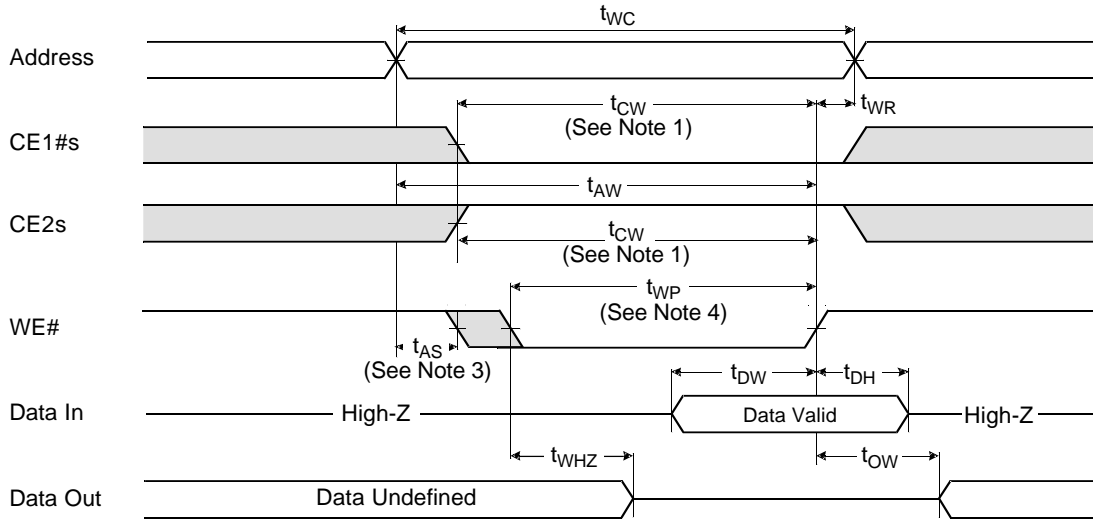 tWC
Address
tCW
(See Note 1)
tWR
CE1#s
tAW
CE2s
tCW
(See Note 1)
tWP
(See Note 4)
WE#
tAS
(See Note 3)
tDW
tDH
Data In
High-Z
Data Valid
High-Z
tWHZ
tOW
Data Out
Data Undefined